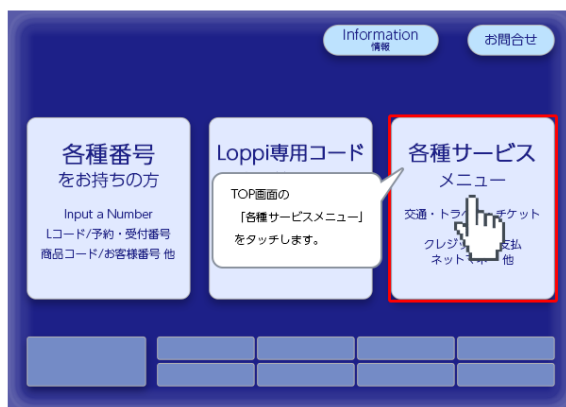 Information
情報
お問合せ
各種番号
をお持ちの方
Input a Number
Lコード/予約・受付番号
商品コード/お客様番号 他
Loppi専用コード
TOP画面の
「各種サービスメニュー」
をタッチします。
各種サービス
メニュー
交通・トラ チケット
クレジッ 支払
ネットマネー 他